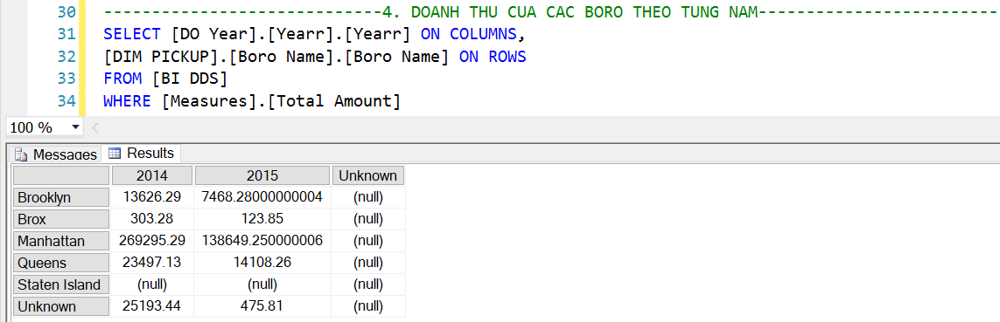 30 ----------------------------4. DOANH THU CUA CAC BORO THEO TUNG NAM-------------------------
31 SELECT [DO Year].[Yearr].[Yearr] ON COLUMNS,
32 [DIM PICKUP].[Boro Name].[Boro Name] ON ROWS
33 FROM [BI DDS]
34 WHERE [Measures].[Total Amount]
100 %
Messages Results
2014 2015 Unknown
Brooklyn 13626.29 7468.28000000004 (null)
Brox 303.28 123.85 (null)
Manhattan 269295.29 138649.250000006 (null)
Queens 23497.13 14108.26 (null)
Staten Island (null) (null) (null)
Unknown 25193.44 475.81 (null)